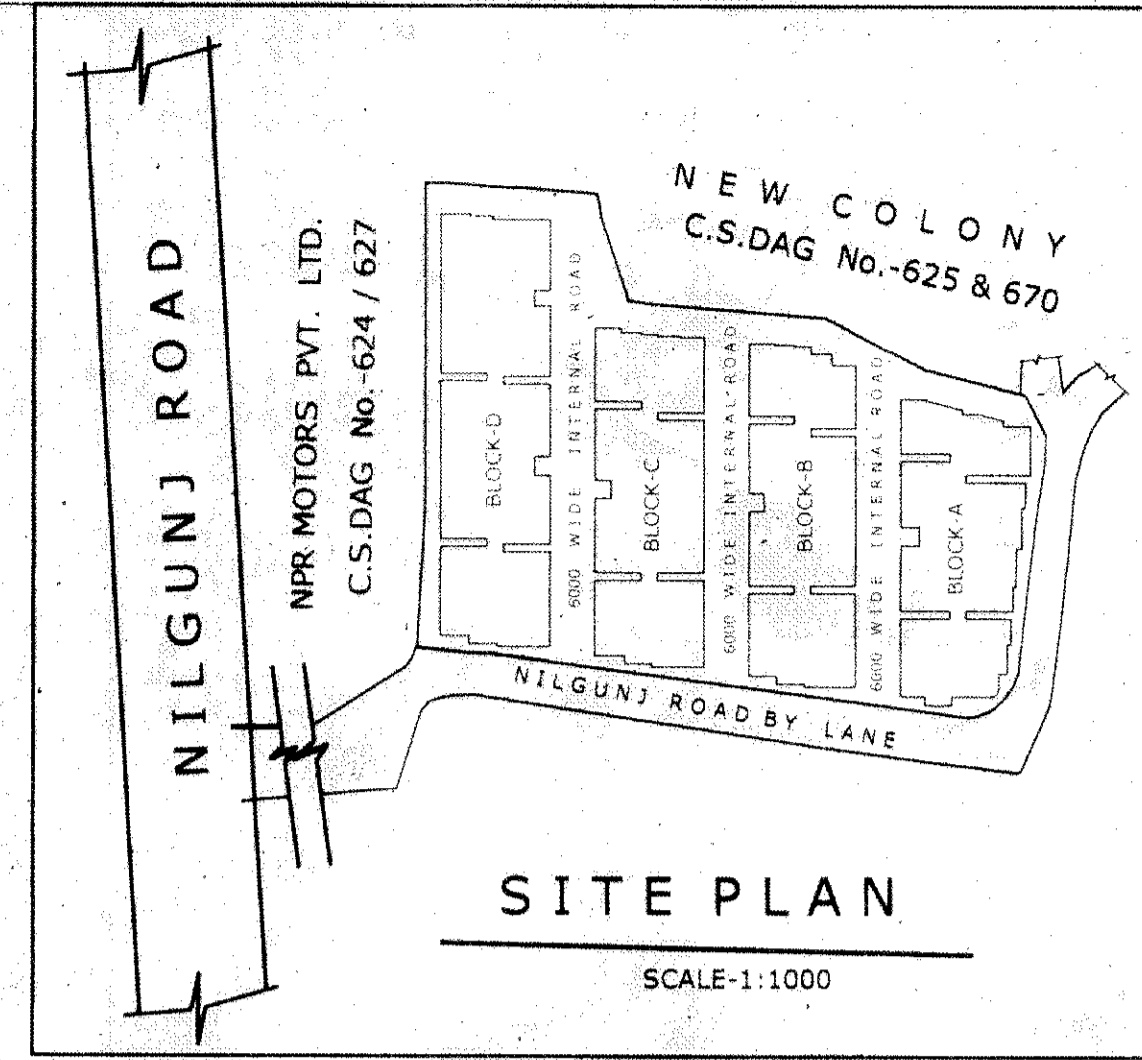 NILGUNJ ROAD
NPR MOTORS PVT. LTD.
C.S.DAG No.-624 / 627
NEW COLONY
C.S.DAG No.-625 & 670
BLOCK-D
6000 WIDE INTERNAL ROAD
BLOCK-C
6000 WIDE INTERNAL ROAD
BLOCK-B
6000 WIDE INTERNAL ROAD
BLOCK-A
NILGUNJ ROAD BY LANE
SITE PLAN
SCALE-1:1000